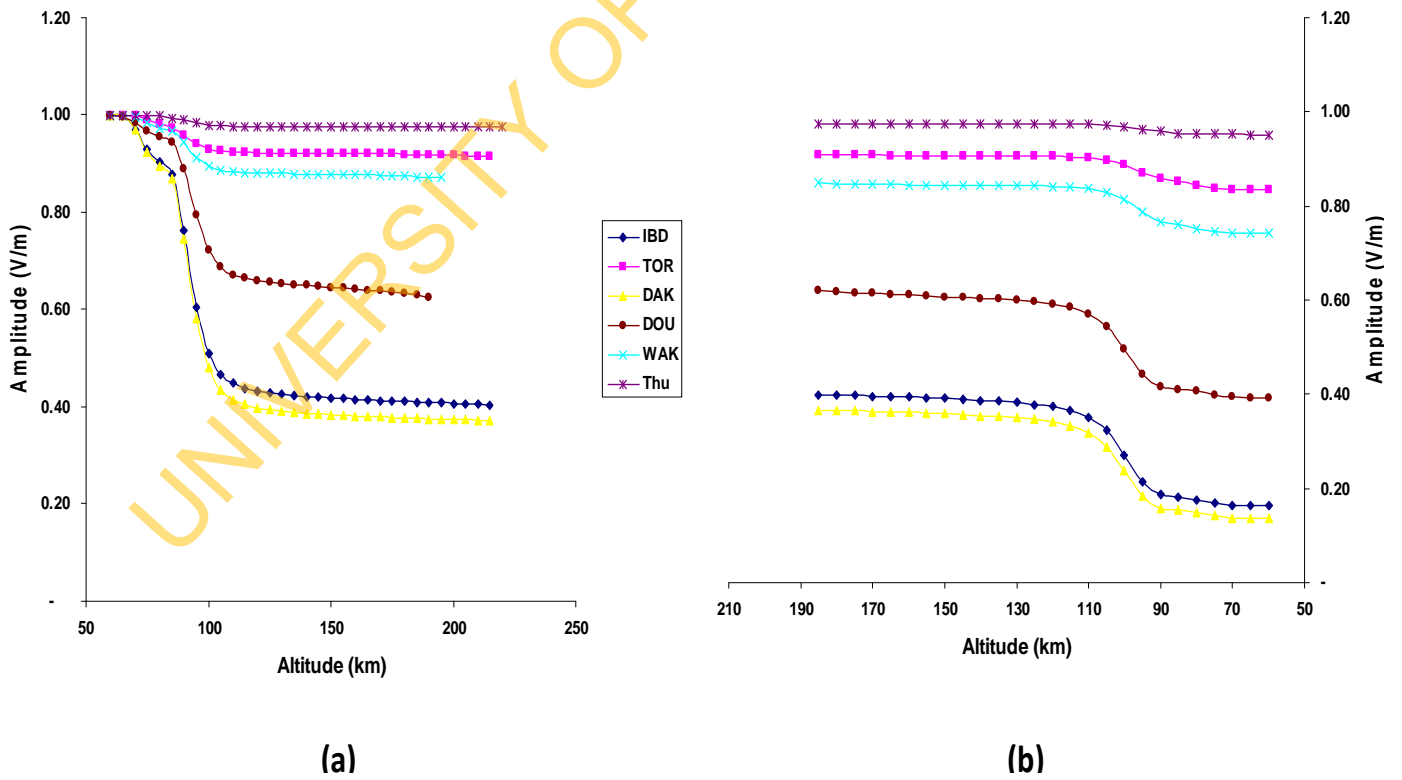 1.20
1.00
0.80
0.60
0.40
0.20
-
50
100
150
200
250
Amplitude (V/m)
Altitude (km)
IBD
TOR
DAK
DOU
WAK
Thu
1.20
1.00
0.80
0.60
0.40
0.20
-
210
190
170
150
130
110
90
70
50
Amplitude (V/m)
Altitude (km)
UNIVERSITY OF
(a)
(b)